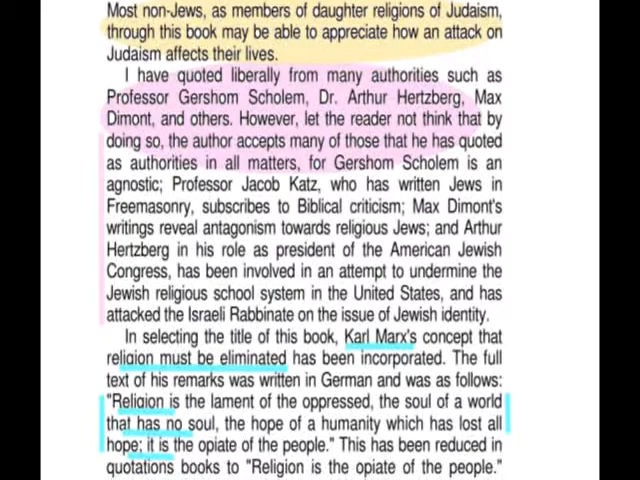 Most non-Jews, as members of daughter religions of Judaism,
through this book may be able to appreciate how an attack on
Judaism affects their lives.
I have quoted liberally from many authorities such as
Professor Gershom Scholem, Dr. Arthur Hertzberg, Max
Dimont, and others. However, let the reader not think that by
doing so, the author accepts many of those that he has quoted
as authorities in all matters, for Gershom Scholem is an
agnostic; Professor Jacob Katz, who has written Jews in
Freemasonry, subscribes to Biblical criticism; Max Dimont's
writings reveal antagonism towards religious Jews; and Arthur
Hertzberg in his role as president of the American Jewish
Congress, has been involved in an attempt to undermine the
Jewish religious school system in the United States, and has
attacked the Israeli Rabbinate on the issue of Jewish identity.
In selecting the title of this book, Karl Marx's concept that
religion must be eliminated has been incorporated. The full
text of his remarks was written in German and was as follows:
"Religion is the lament of the oppressed, the soul of a world
that has no soul, the hope of a humanity which has lost all
hope; it is the opiate of the people." This has been reduced in
quotations books to "Religion is the opiate of the people."